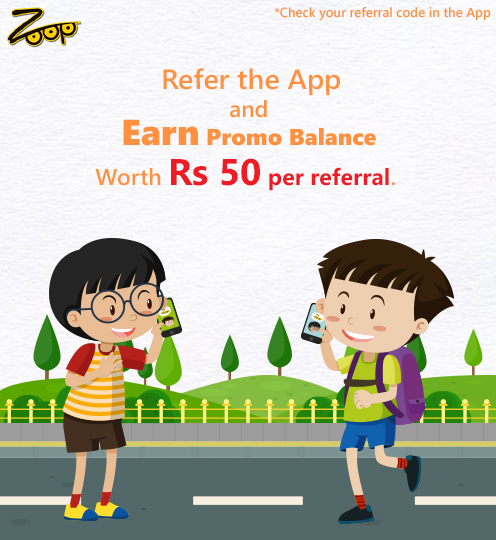 Zoop
*Check your referral code in the App
Refer the App
and
Earn Promo Balance
Worth Rs 50 per referral.